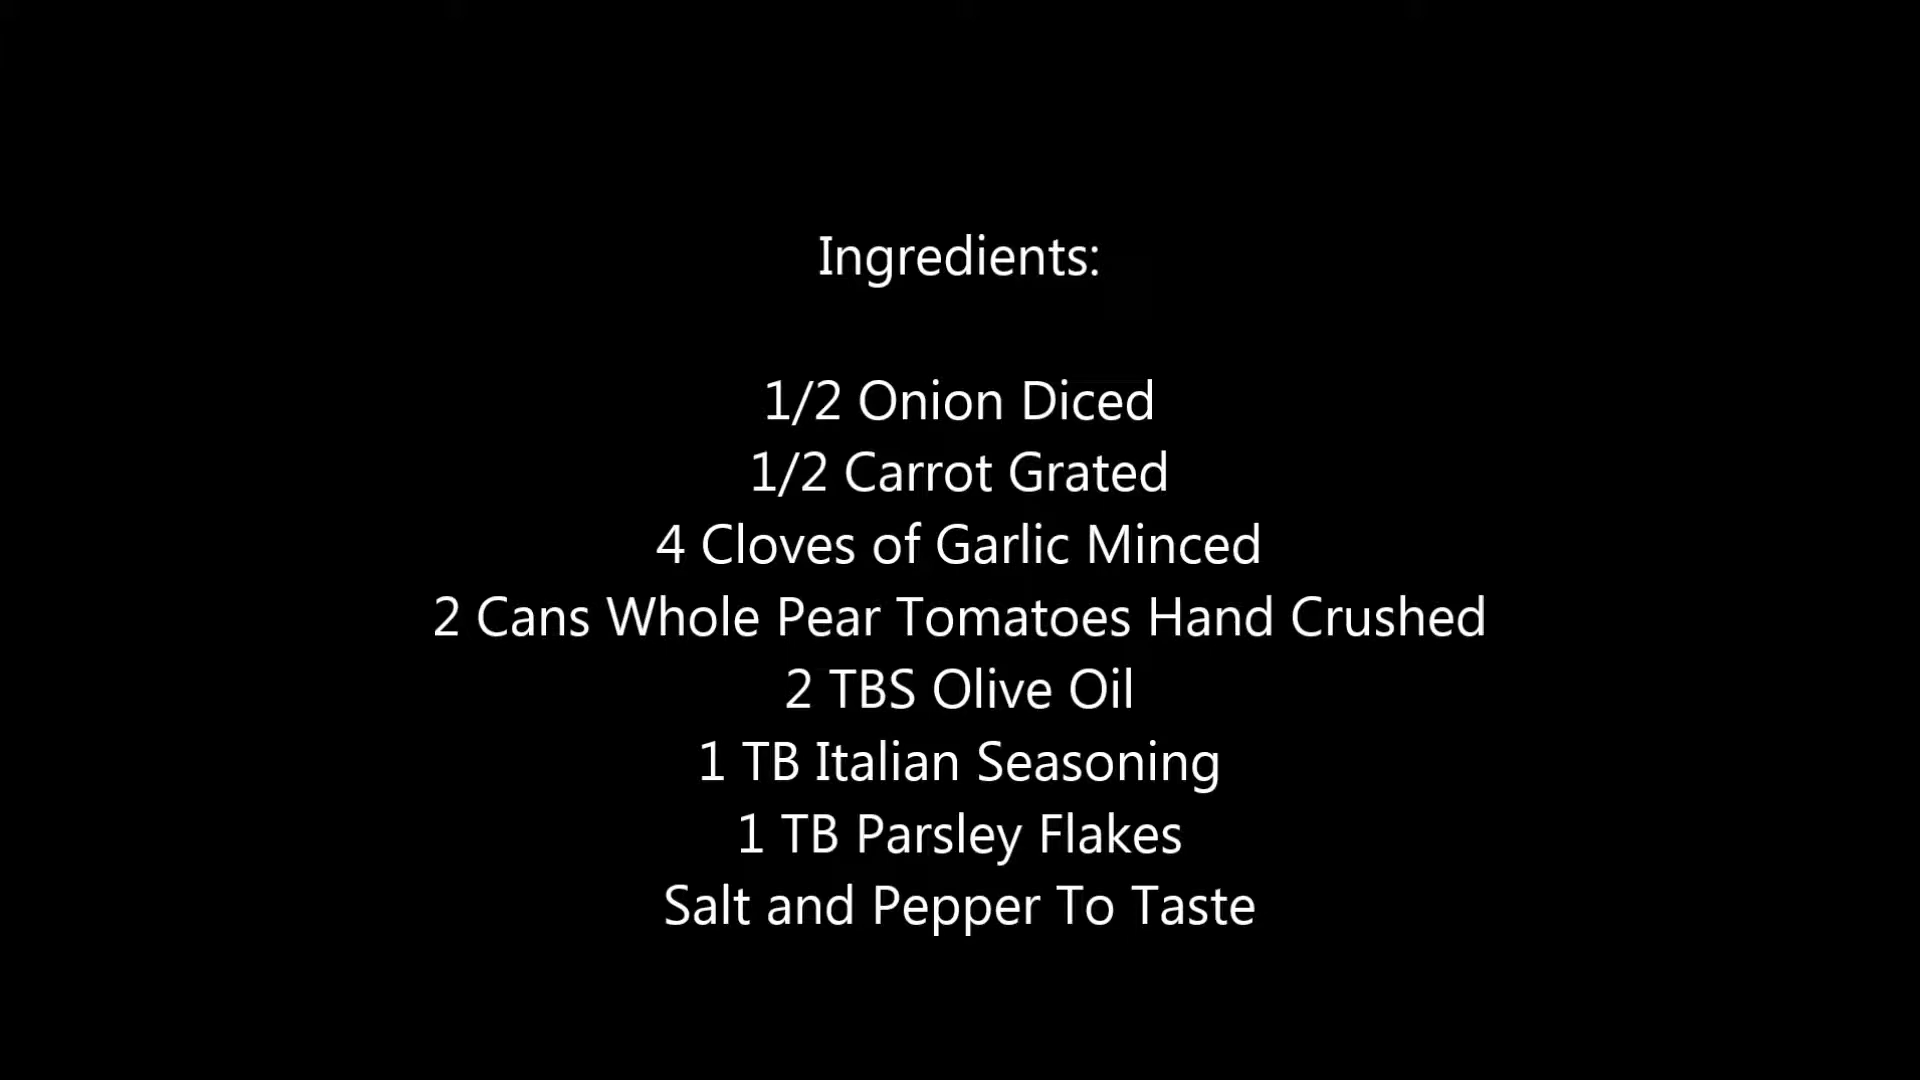 Ingredients:
1/2 Onion Diced
1/2 Carrot Grated
4 Cloves of Garlic Minced
2 Cans Whole Pear Tomatoes Hand Crushed
2 TBS Olive Oil
1 TB Italian Seasoning
1 TB Parsley Flakes
Salt and Pepper To Taste